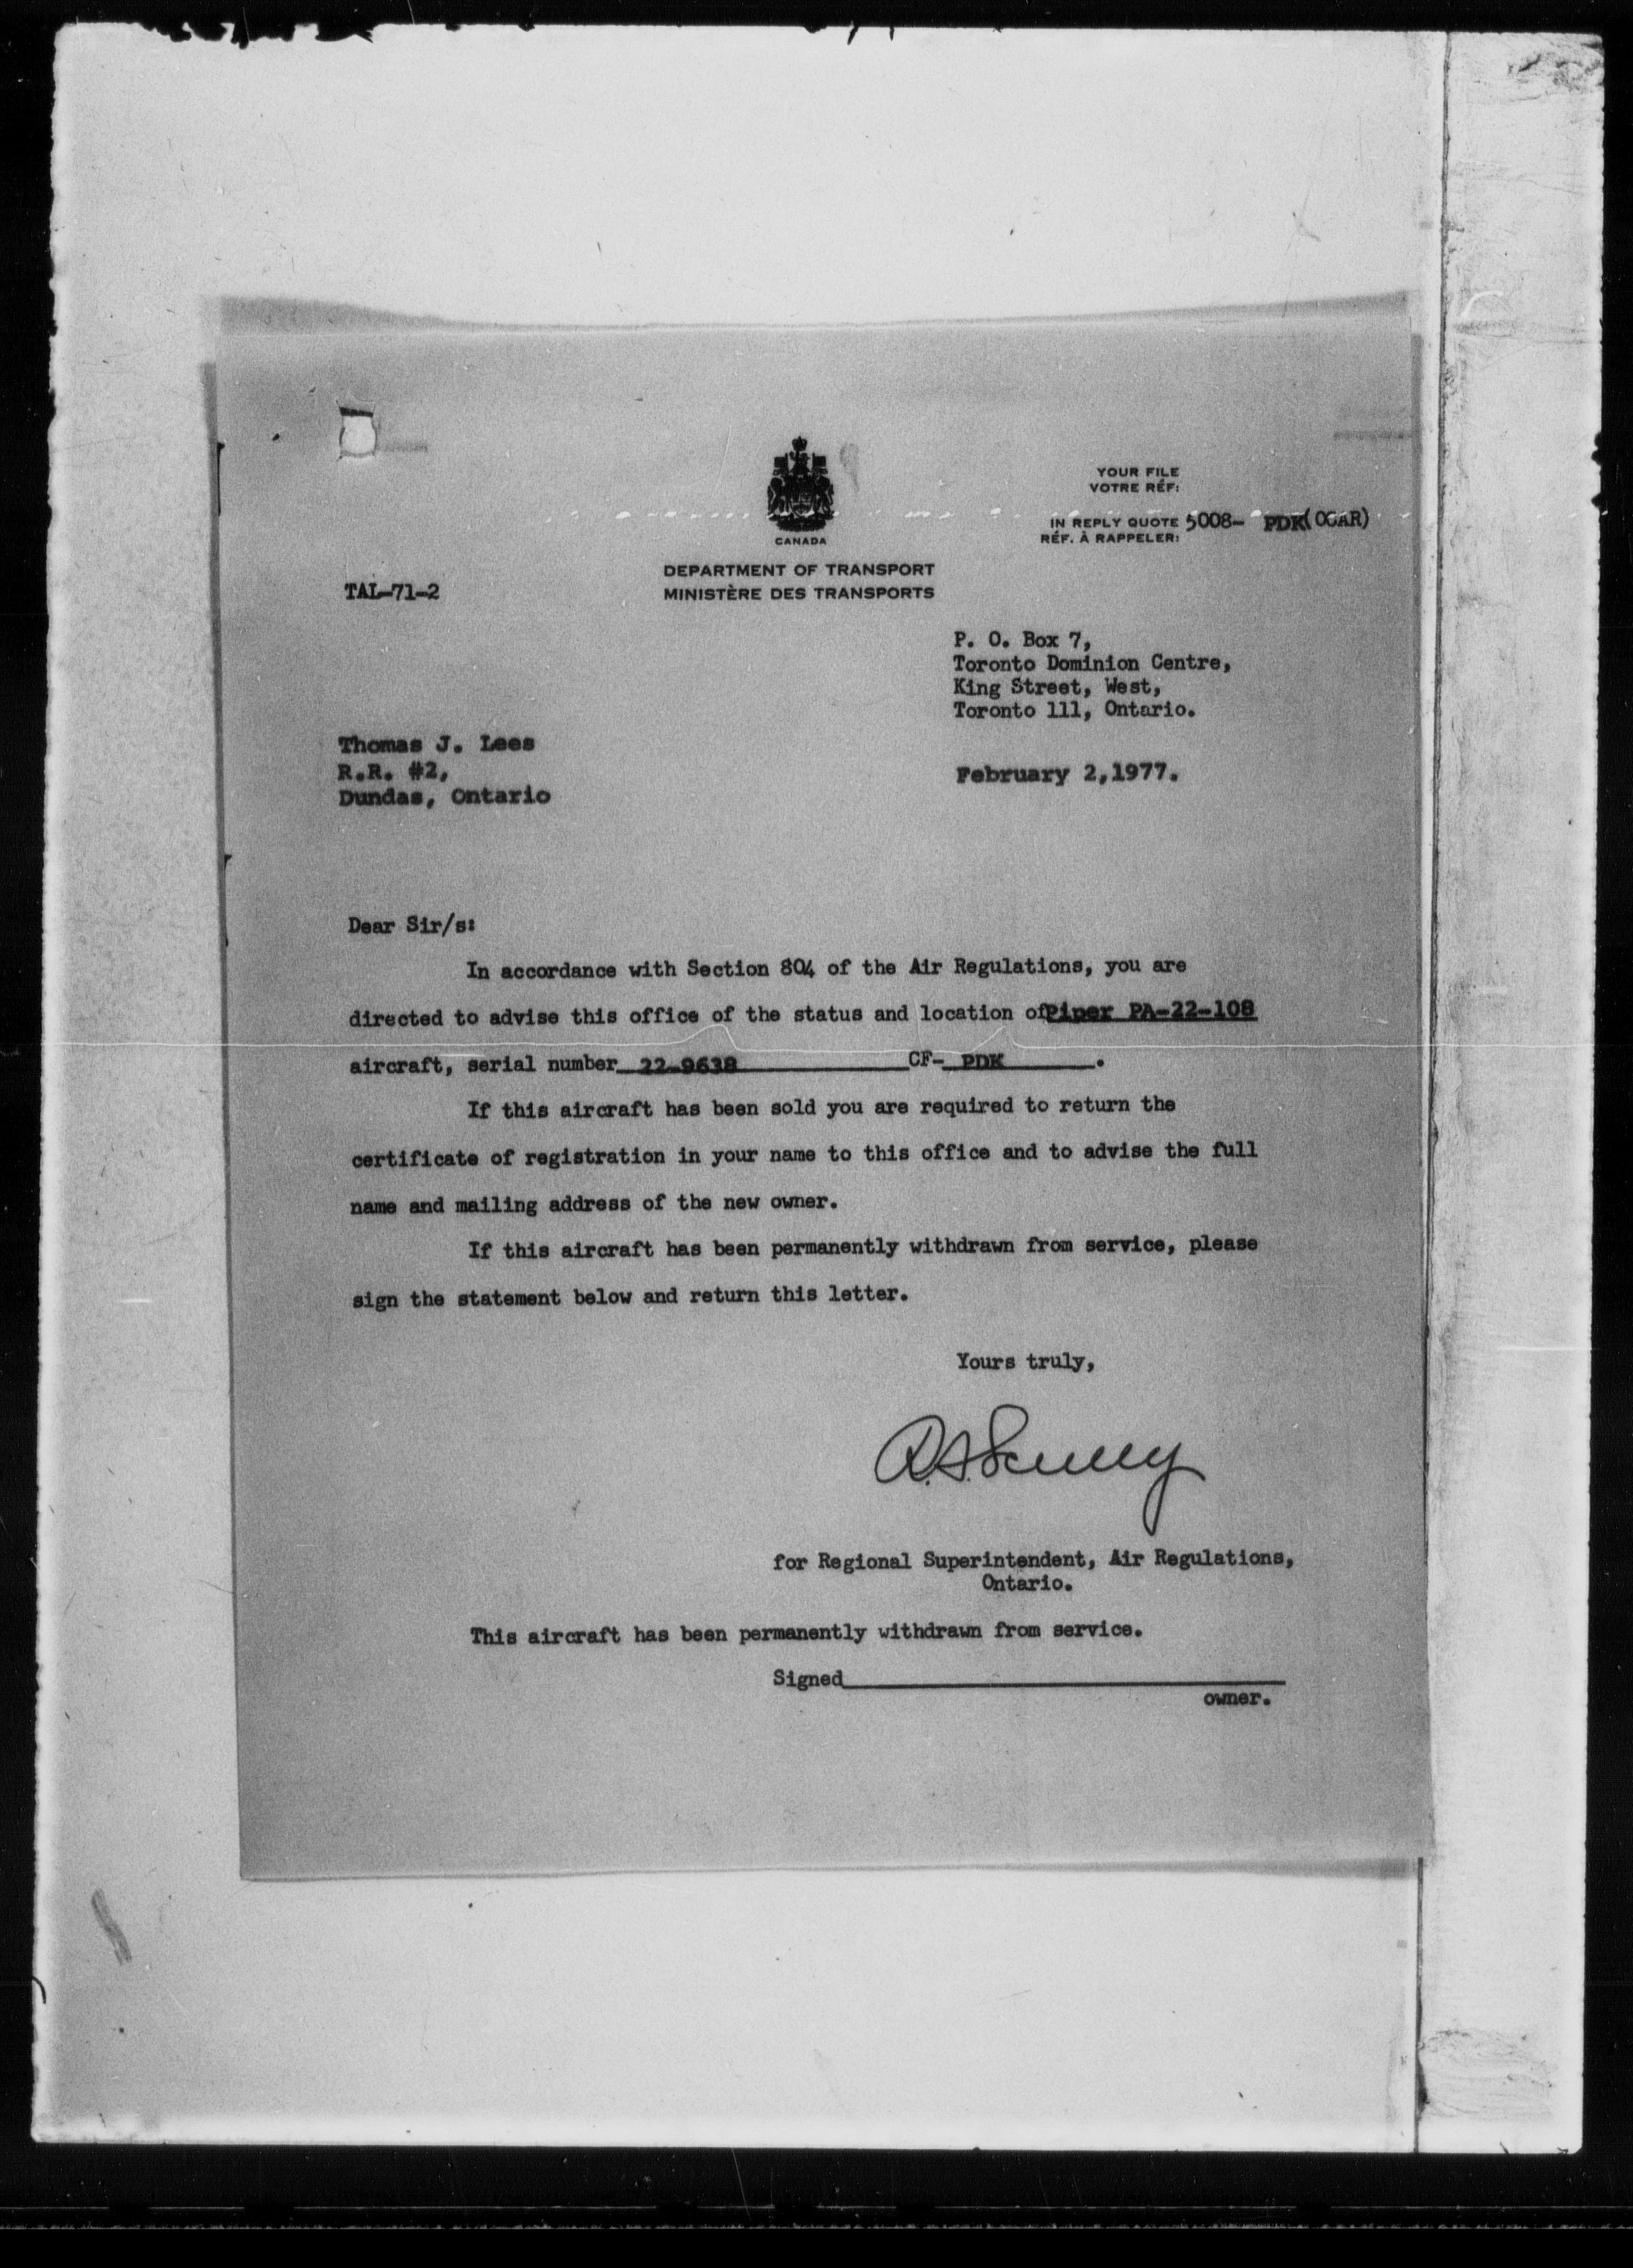 YOUR FILE
VOTRE RÉF:
IN REPLY QUOTE 5008- PDK(OCAR)
RÉF. À RAPPELER:
CANADA
DEPARTMENT OF TRANSPORT
MINISTÈRE DES TRANSPORTS
TAL-71-2
P. O. Box 7,
Toronto Dominion Centre,
King Street, West,
Toronto 111, Ontario.
Thomas J. Lees
R.R. #2,
Dundas, Ontario
February 2,1977.
Dear Sir/s:
In accordance with Section 804 of the Air Regulations, you are
directed to advise this office of the status and location of Piper PA-22-108
aircraft, serial number 22-9638 CF- PDK .
If this aircraft has been sold you are required to return the
certificate of registration in your name to this office and to advise the full
name and mailing address of the new owner.
If this aircraft has been permanently withdrawn from service, please
sign the statement below and return this letter.
Yours truly,
for Regional Superintendent, Air Regulations,
Ontario.
This aircraft has been permanently withdrawn from service.
Signed
owner.